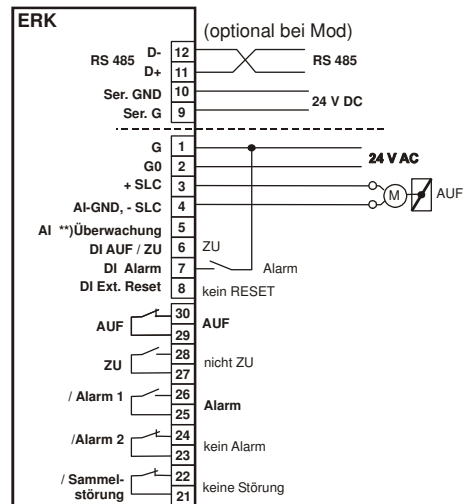 ERK
(optional bei Mod)
D- 12
RS 485 RS 485
D+ 11
Ser. GND 10
24 V DC
Ser. G 9
G 1
24 V AC
G0 2
+ SLC 3
M AUF
AI-GND, - SLC 4
AI **)Überwachung 5
DI AUF / ZU 6 ZU
DI Alarm 7 Alarm
DI Ext. Reset 8 kein RESET
30
AUF AUF
29
28
ZU nicht ZU
27
/ Alarm 1 26
Alarm
25
/Alarm 2 24
kein Alarm
23
/ Sammel- 22
keine Störung
störung 21